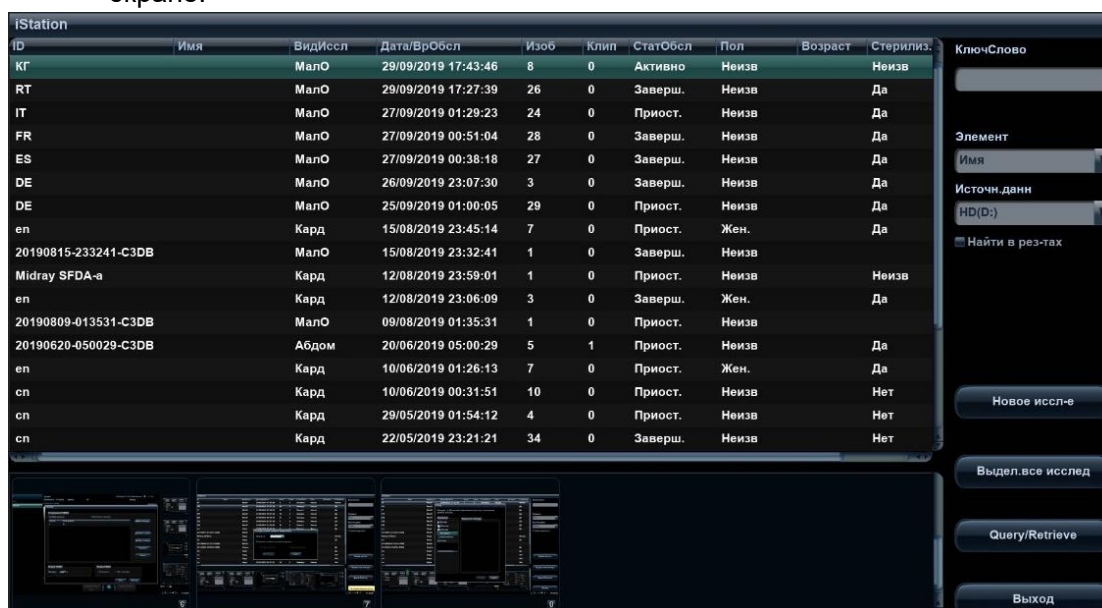 экране.
iStation
ID Имя ВидИссл Дата/ВрОбсл Изоб Клип СтатОбсл Пол Возраст Стерилиз.
КГ МалО 29/09/2019 17:43:46 8 0 Активно Неизв Неизв
RT МалО 29/09/2019 17:27:39 26 0 Заверш. Неизв Да
IT МалО 27/09/2019 01:29:23 24 0 Приост. Неизв Да
FR МалО 27/09/2019 00:51:04 28 0 Заверш. Неизв Да
ES МалО 27/09/2019 00:38:18 27 0 Заверш. Неизв Да
DE МалО 26/09/2019 23:07:30 3 0 Заверш. Неизв Да
DE МалО 25/09/2019 01:00:05 29 0 Приост. Неизв Да
en Кард 15/08/2019 23:45:14 7 0 Приост. Жен. Да
20190815-233241-C3DB МалО 15/08/2019 23:32:41 1 0 Заверш. Неизв
Midray SFDA-a Кард 12/08/2019 23:59:01 1 0 Приост. Неизв Неизв
en Кард 12/08/2019 23:06:09 3 0 Заверш. Жен. Да
20190809-013531-C3DB МалО 09/08/2019 01:35:31 1 0 Приост. Неизв
20190620-050029-C3DB Абдом 20/06/2019 05:00:29 5 1 Приост. Неизв Да
en Кард 10/06/2019 01:26:13 7 0 Приост. Жен. Да
cn Кард 10/06/2019 00:31:51 10 0 Приост. Неизв Нет
cn Кард 29/05/2019 01:54:12 4 0 Приост. Неизв Нет
cn Кард 22/05/2019 23:21:21 34 0 Заверш. Неизв Нет
КлючСлово
Элемент
Имя
Источн.данн
HD(D:)
Найти в рез-тах
Новое иссл-е
Выдел.все исслед
Query/Retrieve
Выход